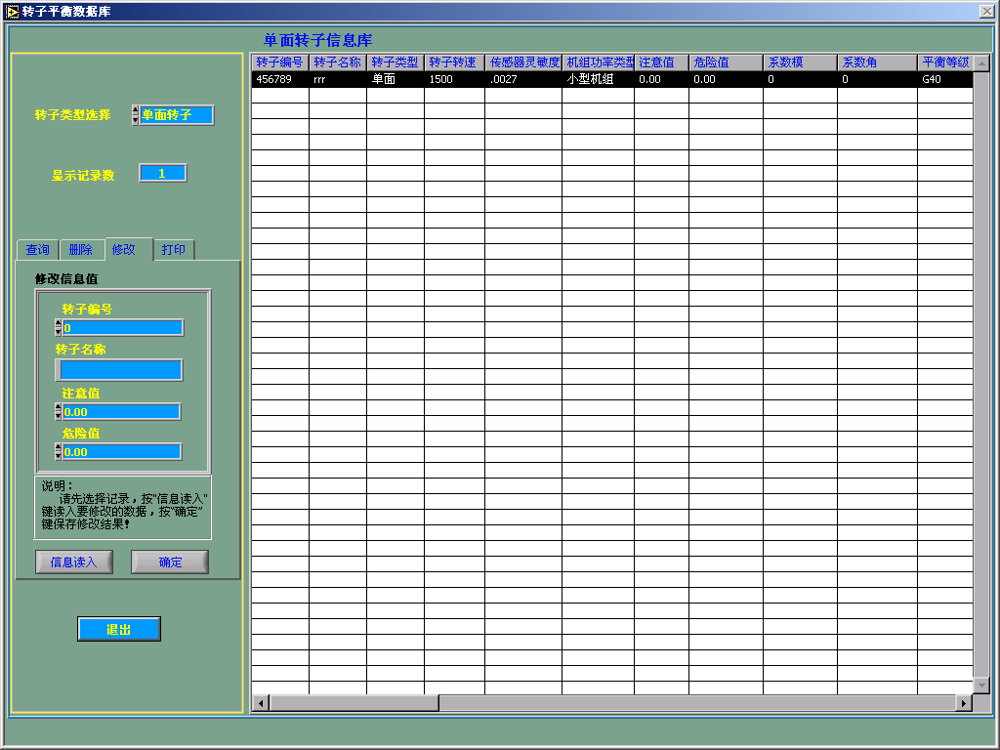 转子平衡数据库
单面转子信息库
转子类型选择 单面转子
显示记录数 1
查询 删除 修改 打印
修改信息值
转子编号
0
转子名称
注意值
0.00
危险值
0.00
说明：
请先选择记录，按"信息读入"
键读入要修改的数据，按"确定"
键保存修改结果!
信息读入 确定
退出
转子编号 转子名称 转子类型 转子转速 传感器灵敏度 机组功率类型 注意值 危险值 系数模 系数角 平衡等级
456789 rrr 单面 1500 .0027 小型机组 0.00 0.00 0 0 G40